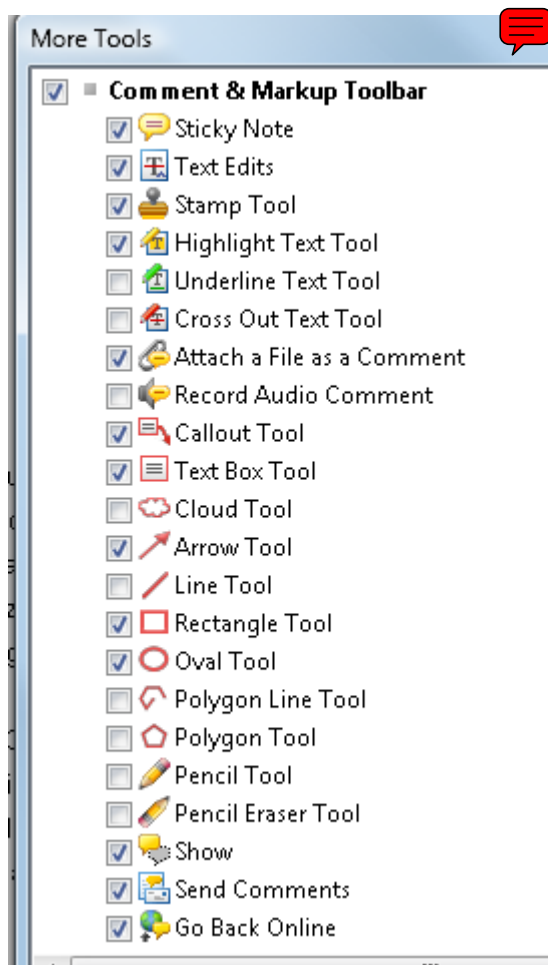 More Tools
Comment & Markup Toolbar
Sticky Note
Text Edits
Stamp Tool
Highlight Text Tool
Underline Text Tool
Cross Out Text Tool
Attach a File as a Comment
Record Audio Comment
Callout Tool
Text Box Tool
Cloud Tool
Arrow Tool
Line Tool
Rectangle Tool
Oval Tool
Polygon Line Tool
Polygon Tool
Pencil Tool
Pencil Eraser Tool
Show
Send Comments
Go Back Online